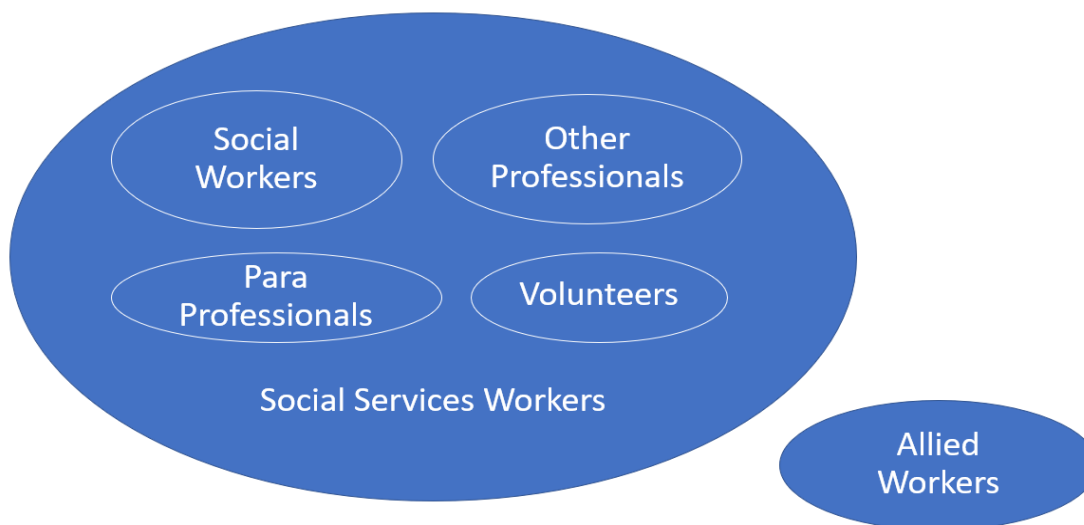 Social
Workers
Other
Professionals
Para
Professionals
Volunteers
Social Services Workers
Allied
Workers